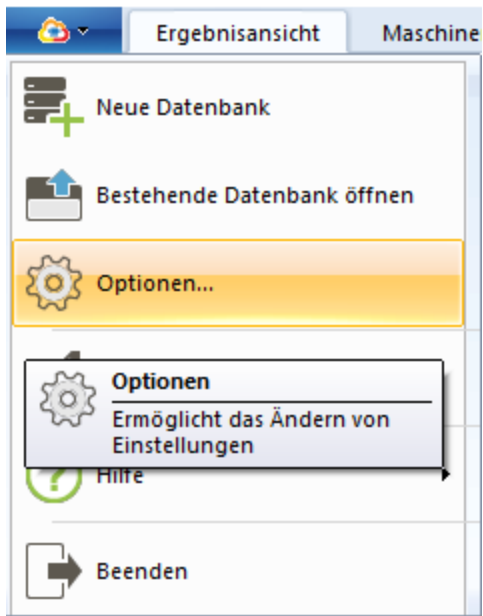 Ergebnisansicht Maschine
Neue Datenbank
Bestehende Datenbank öffnen
Optionen...
Optionen
Ermöglicht das Ändern von
Einstellungen
Hilfe
Beenden